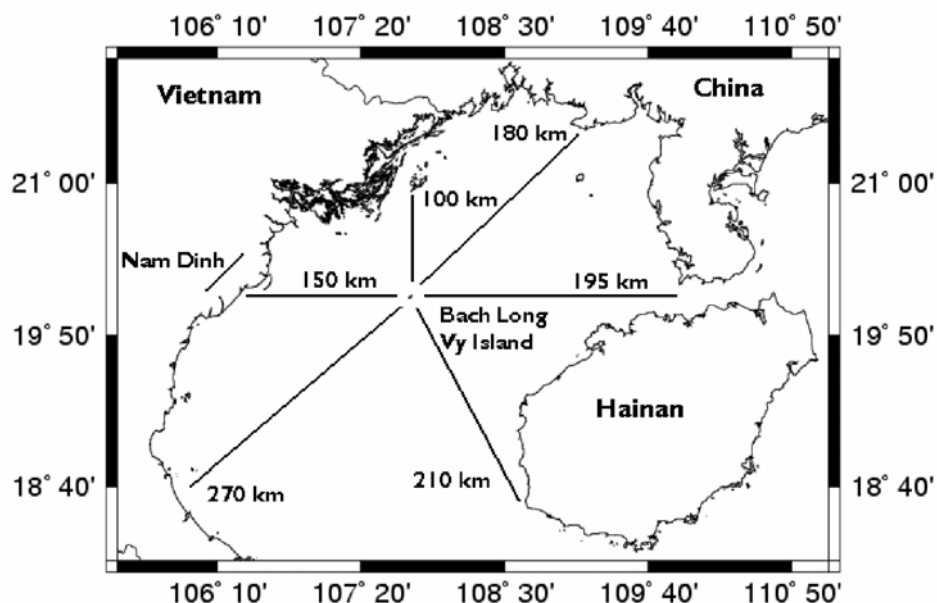 106° 10' 107° 20' 108° 30' 109° 40' 110° 50'
Vietnam China
180 km
21° 00' 21° 00'
100 km
Nam Dinh
150 km 195 km
Bach Long
19° 50' 19° 50'
Vy Island
Hainan
18° 40' 270 km 210 km 18° 40'
106° 10' 107° 20' 108° 30' 109° 40' 110° 50'